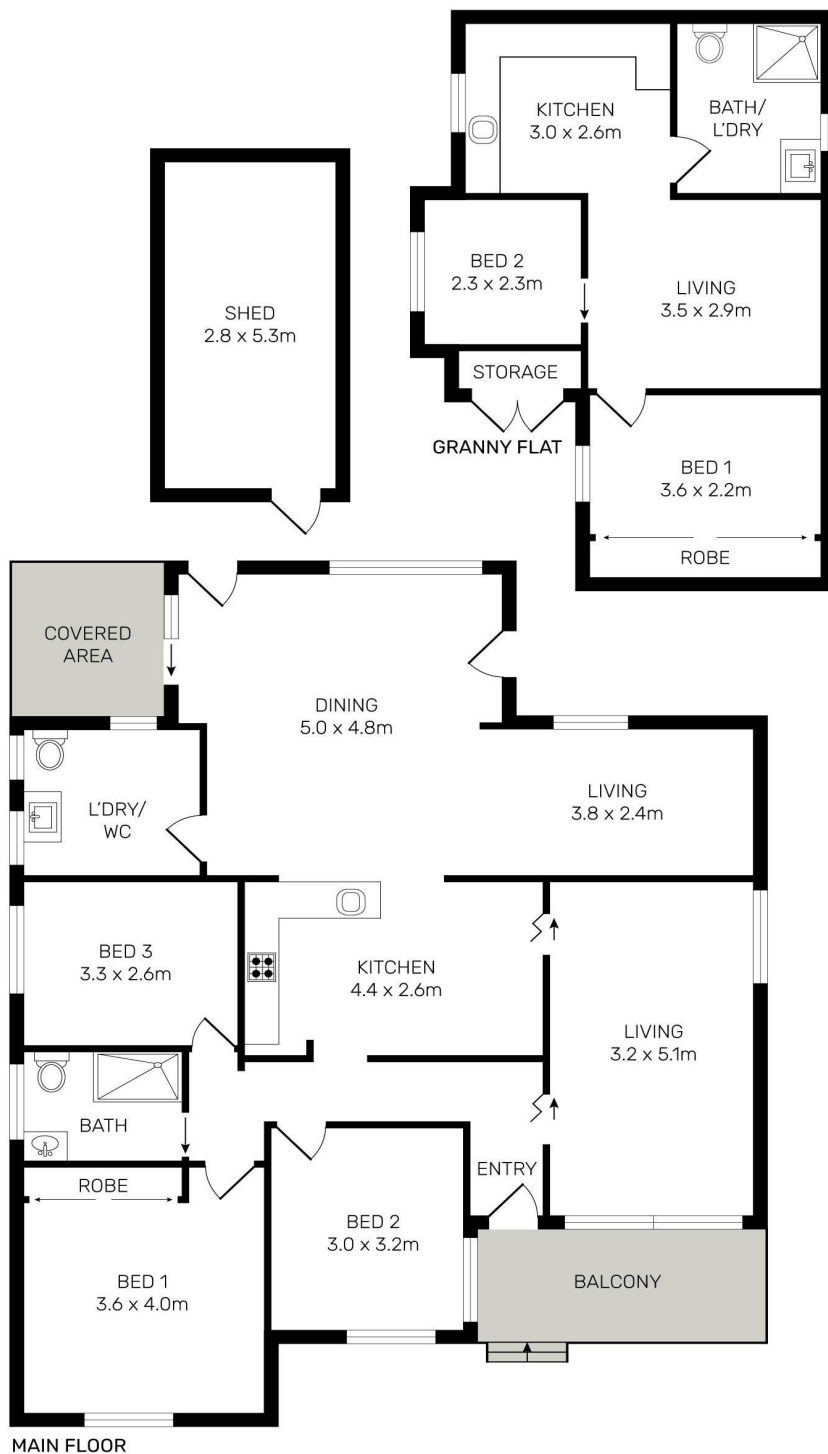 KITCHEN
3.0 x 2.6m
BATH/
L'DRY
BED 2
2.3 x 2.3m
LIVING
3.5 x 2.9m
SHED
2.8 x 5.3m
STORAGE
GRANNY FLAT
BED 1
3.6 x 2.2m
ROBE
COVERED
AREA
DINING
5.0 x 4.8m
LIVING
3.8 x 2.4m
L'DRY/
WC
BED 3
3.3 x 2.6m
KITCHEN
4.4 x 2.6m
LIVING
3.2 x 5.1m
BATH
ENTRY
ROBE
BED 2
3.0 x 3.2m
BED 1
3.6 x 4.0m
BALCONY
MAIN FLOOR